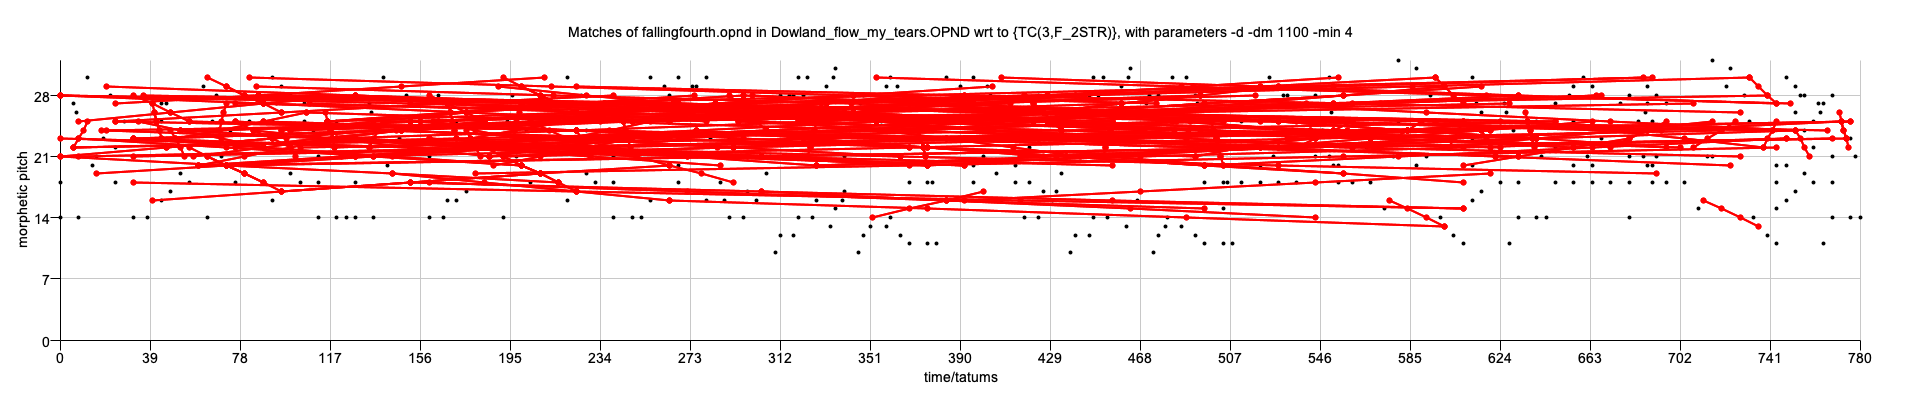 Matches of fallingfourth.opnd in Dowland_flow_my_tears.OPND wrt to {TC(3,F_2STR)}, with parameters -d -dm 1100 -min 4
morphetic pitch
28
21
14
7
0
0 39 78 117 156 195 234 273 312 351 390 429 468 507 546 585 624 663 702 741 780
time/tatums